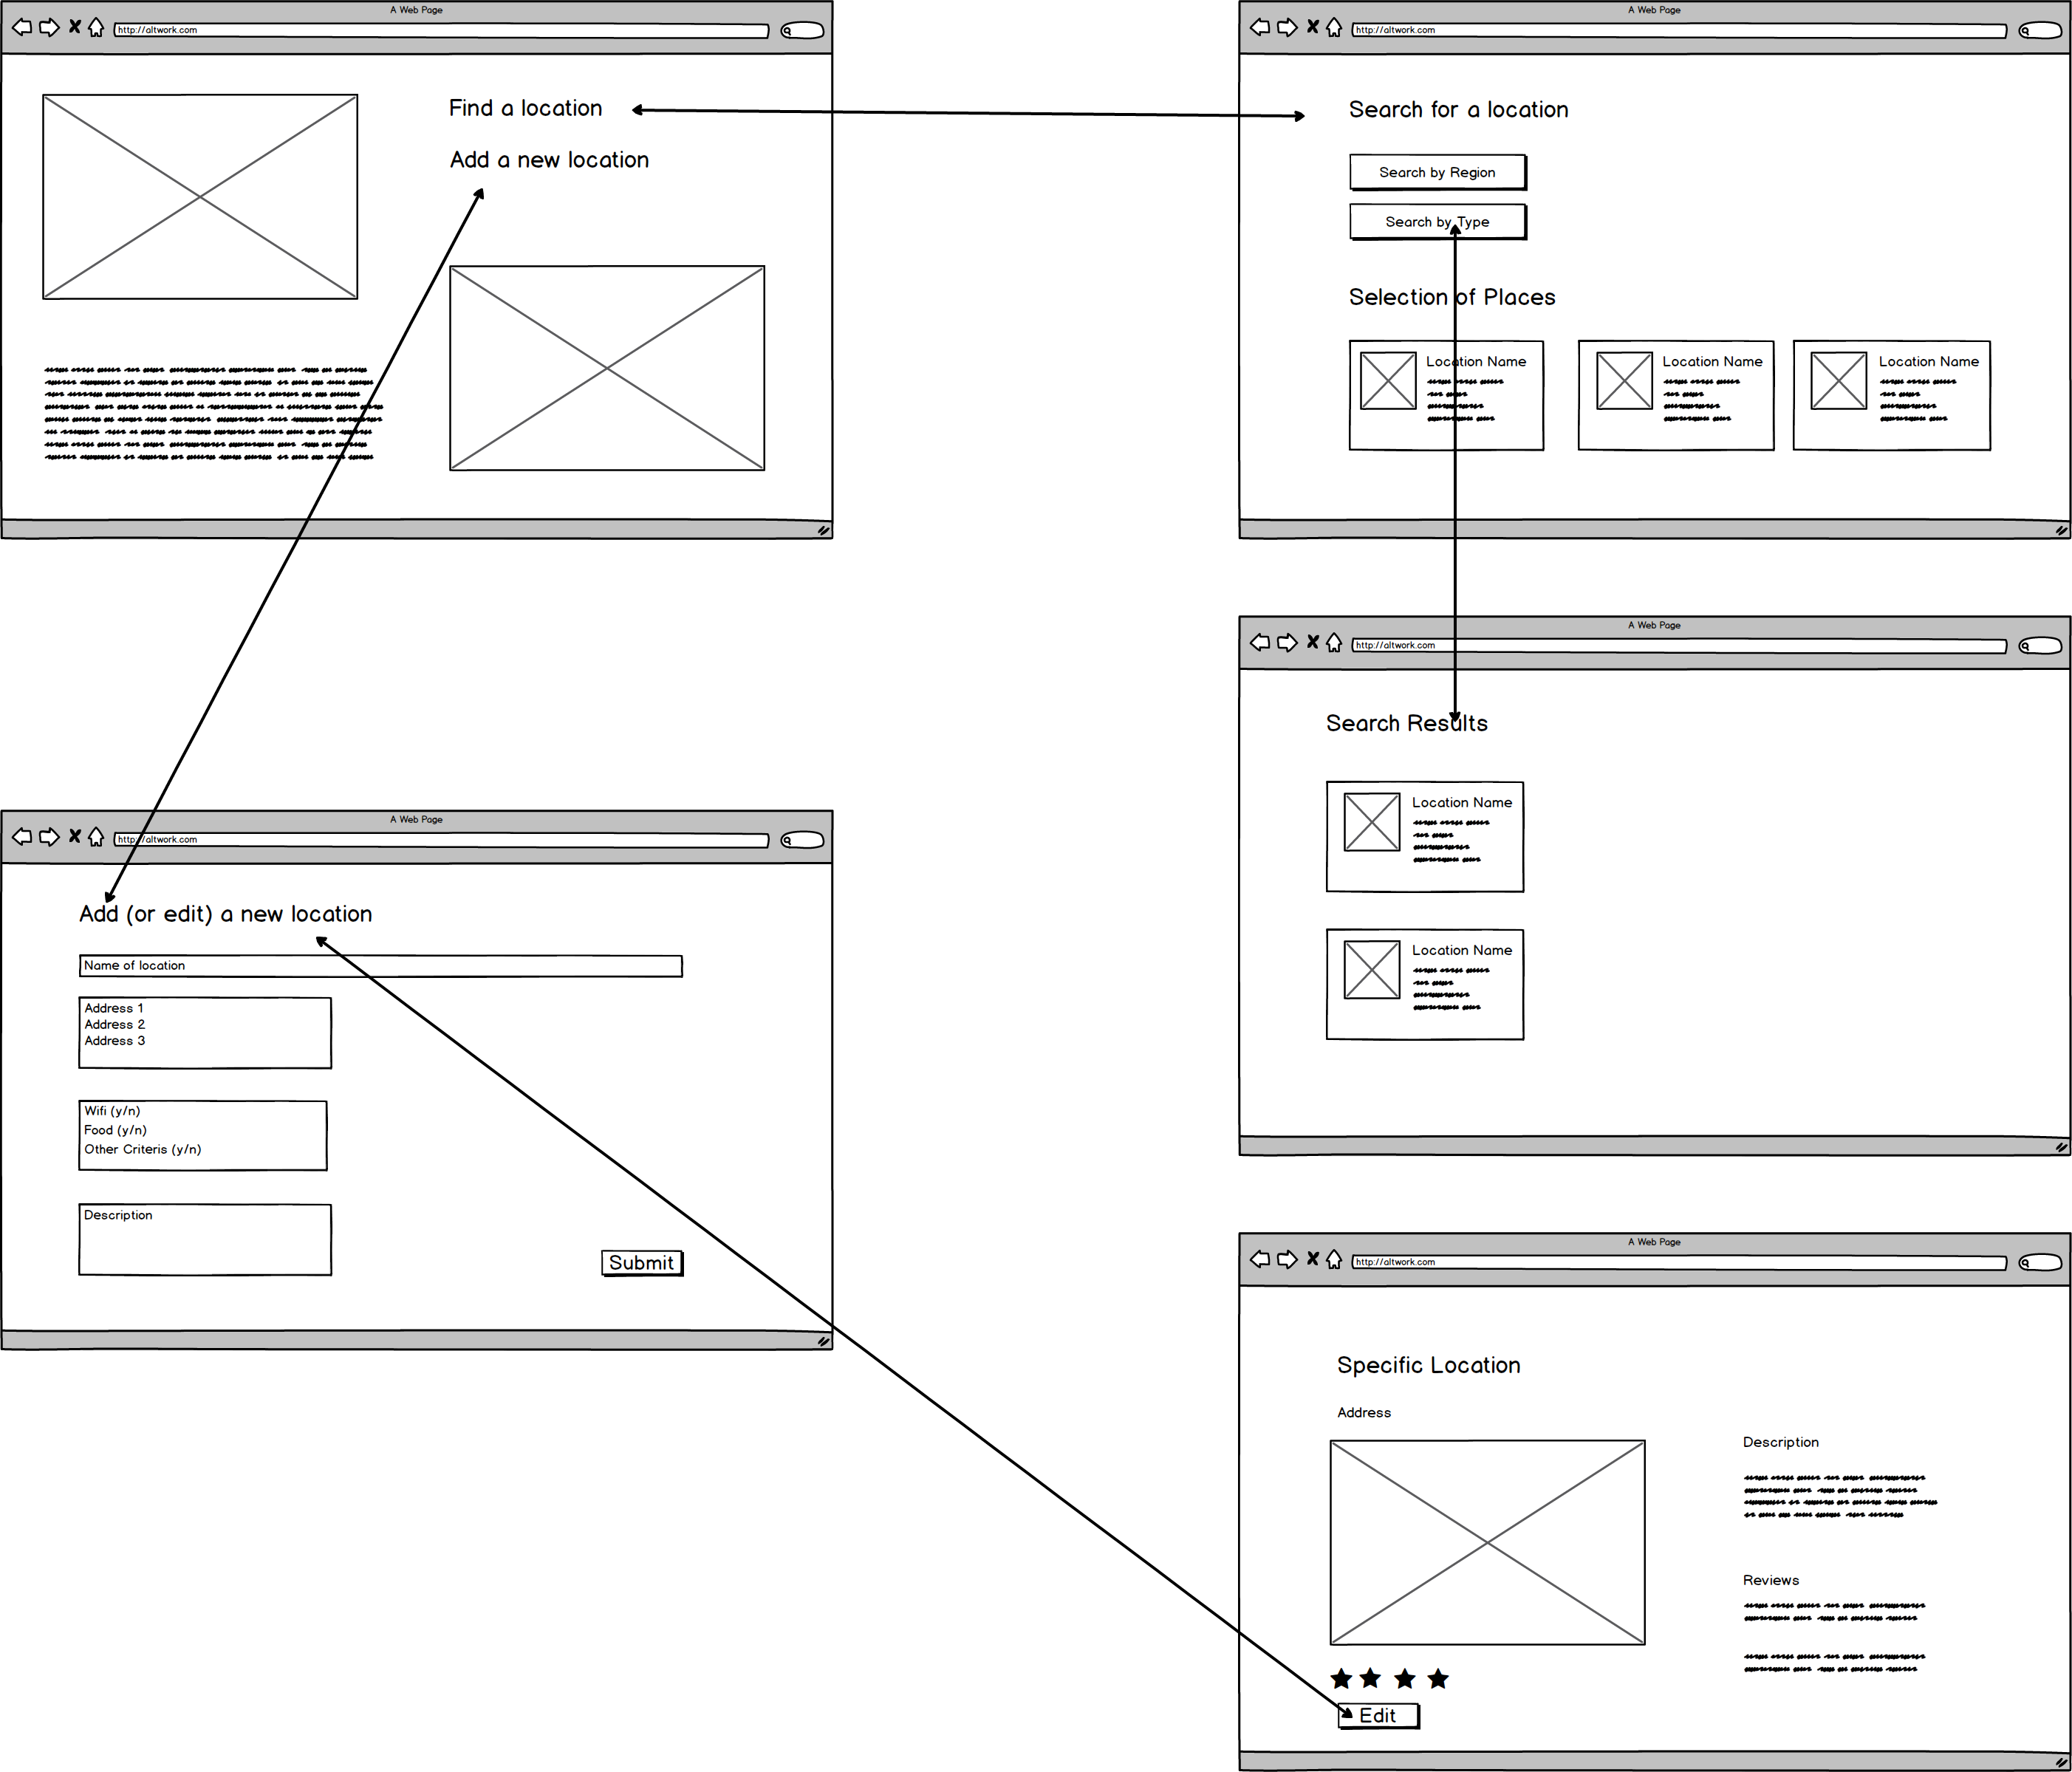 A Web Page
http://altwork.com
Find a location
Add a new location
A Web Page
http://altwork.com
Search for a location
Search by Region
Search by Type
Selection of Places
Location Name
Location Name
Location Name
A Web Page
http://altwork.com
Search Results
Location Name
Location Name
A Web Page
http://altwork.com
Add (or edit) a new location
Name of location
Address 1
Address 2
Address 3
Wifi (y/n)
Food (y/n)
Other Criteris (y/n)
Description
Submit
A Web Page
http://altwork.com
Specific Location
Address
Description
Reviews
Edit